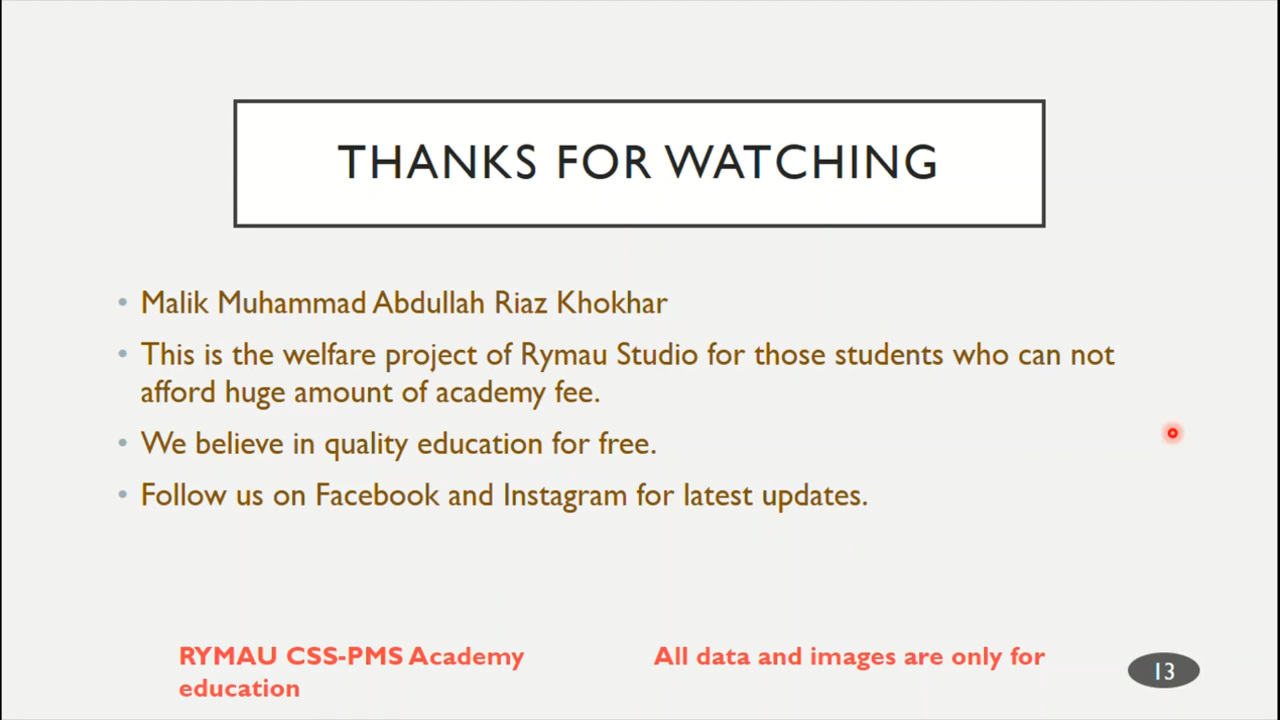 THANKS FOR WATCHING
• Malik Muhammad Abdullah Riaz Khokhar
• This is the welfare project of Rymau Studio for those students who can not
afford huge amount of academy fee.
• We believe in quality education for free.
• Follow us on Facebook and Instagram for latest updates.
RYMAU CSS-PMS Academy All data and images are only for
education
13